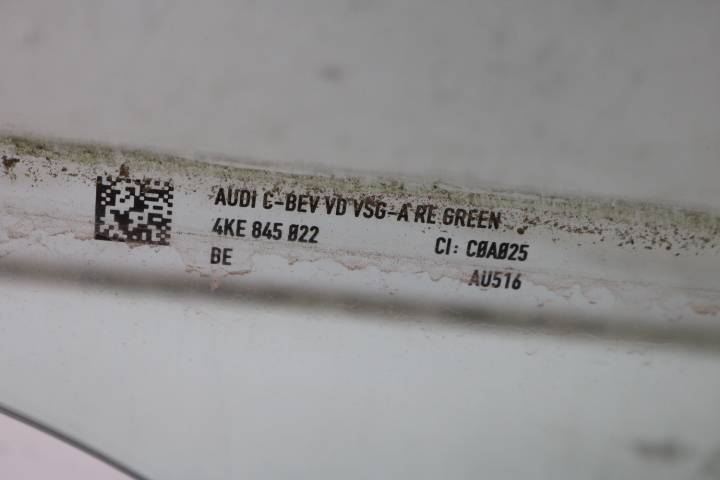 AUDI C-BEV VD VSG-A RE GREEN
4KE 845 022 CI: C0A025
BE AU516